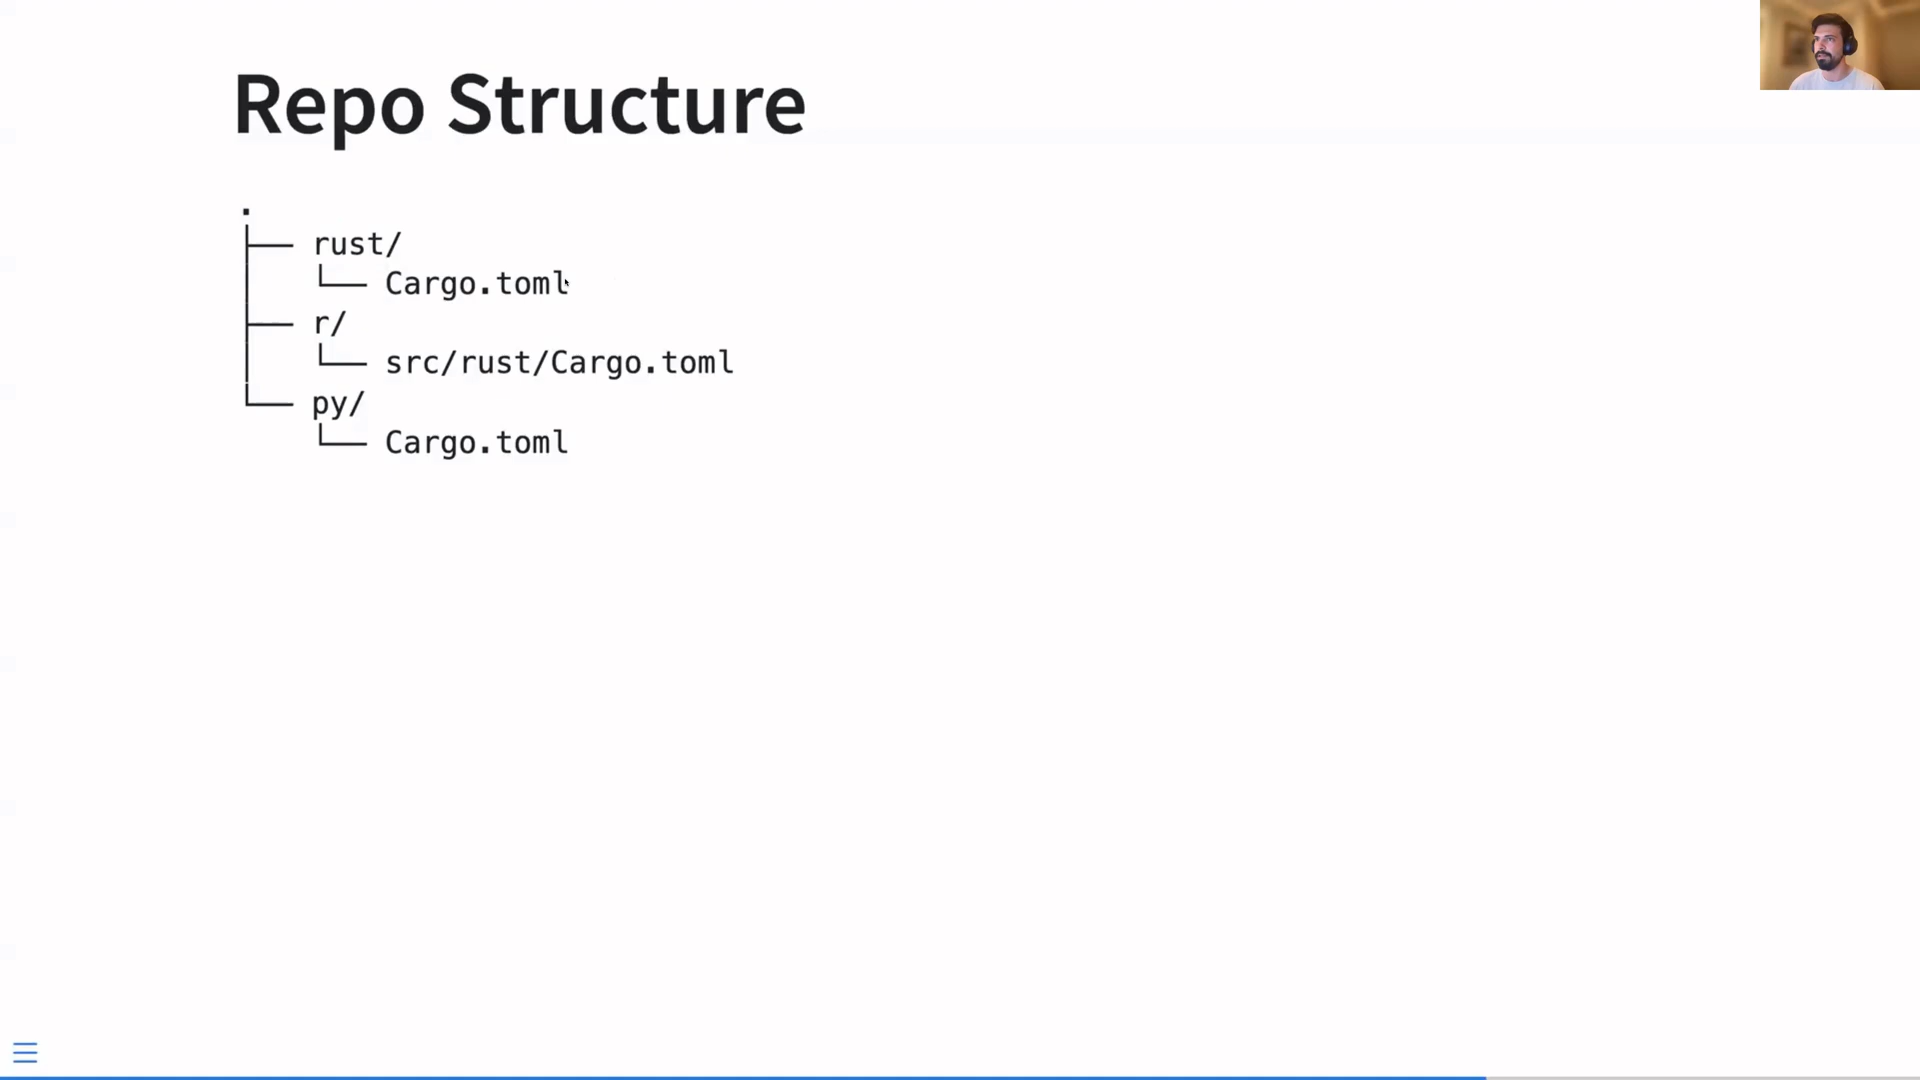 Repo Structure
.
├── rust/
│   └── Cargo.toml
├── r/
│   └── src/rust/Cargo.toml
└── py/
    └── Cargo.toml